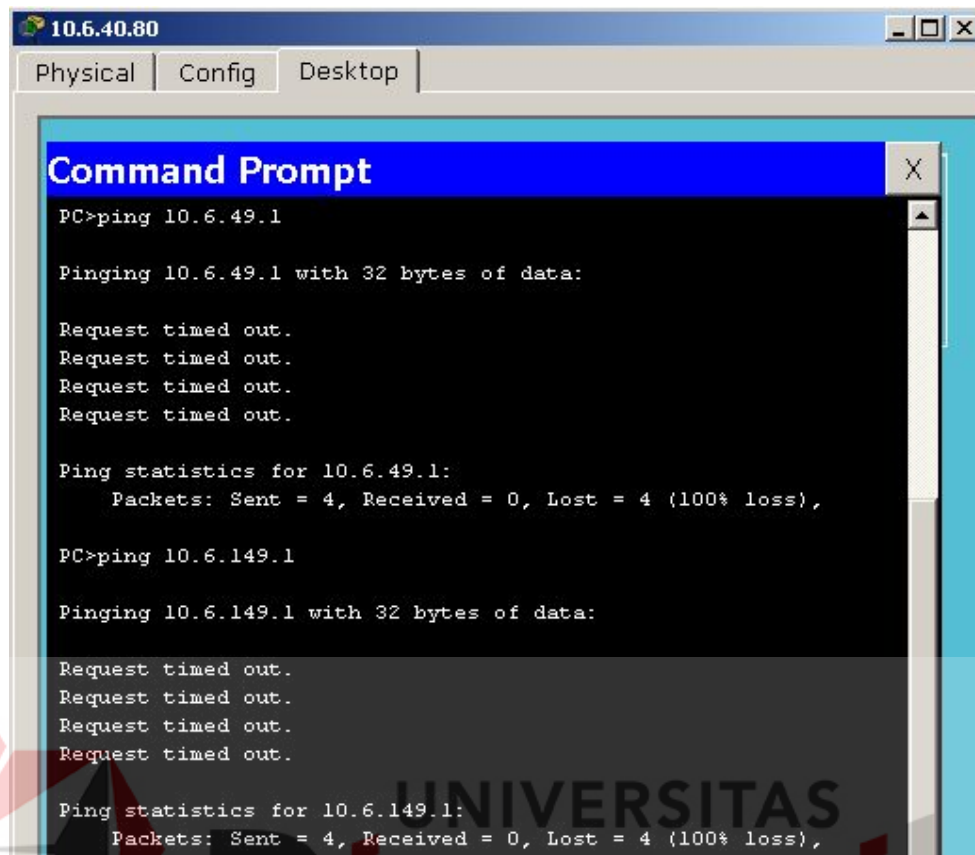 10.6.40.80
Physical Config Desktop
Command Prompt X
PC>ping 10.6.49.1
Pinging 10.6.49.1 with 32 bytes of data:
Request timed out.
Request timed out.
Request timed out.
Request timed out.
Ping statistics for 10.6.49.1:
Packets: Sent = 4, Received = 0, Lost = 4 (100% loss),
PC>ping 10.6.149.1
Pinging 10.6.149.1 with 32 bytes of data:
Request timed out.
Request timed out.
Request timed out.
Request timed out.
UNIVERSITAS
Ping statistics for 10.6.149.1:
Packets: Sent = 4, Received = 0, Lost = 4 (100% loss),